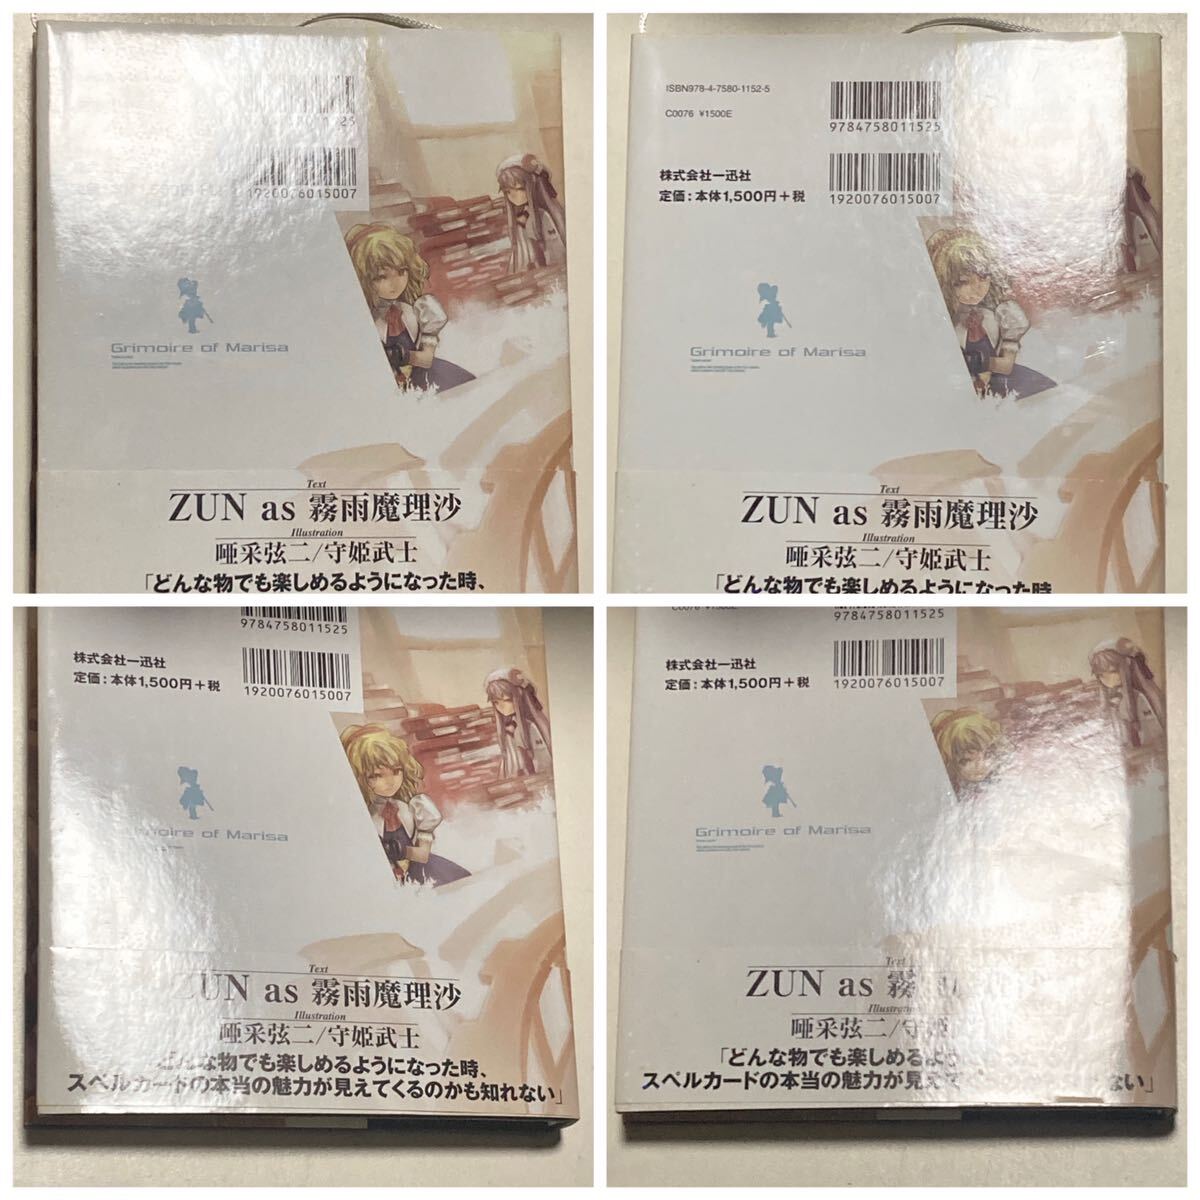 1920076015007
Grimoire of Marisa
Text
ZUN as 霧雨魔理沙
Illustration
唖采弦二/守姫武士
「どんな物でも楽しめるようになった時、
ISBN978-4-7580-1152-5
C0076 ¥1500E
9784758011525
株式会社一迅社
定価：本体1,500円＋税
1920076015007
Grimoire of Marisa
Text
ZUN as 霧雨魔理沙
Illustration
唖采弦二/守姫武士
「どんな物でも楽しめるようになった時
9784758011525
株式会社一迅社
定価：本体1,500円＋税
1920076015007
of Marisa
Text
ZUN as 霧雨魔理沙
Illustration
唖采弦二/守姫武士
どんな物でも楽しめるようになった時、
スペルカードの本当の魅力が見えてくるのかも知れない」
9784758011525
株式会社一迅社
定価：本体1,500円＋税
1920076015007
Grimoire of Marisa
Text
ZUN as 霧
Illustration
唖采弦二/守姫
「どんな物でも楽しめるよう
スペルカードの本当の魅力が見え ない」